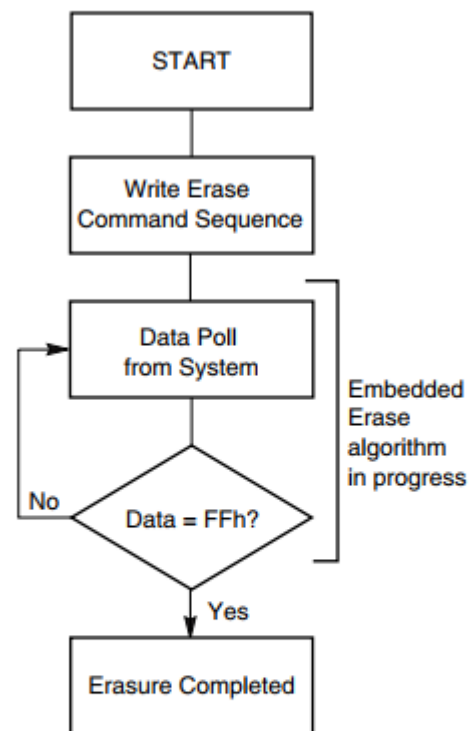 START
Write Erase
Command Sequence
Data Poll
from System
Embedded
Erase
algorithm
in progress
No
Data = FFh?
Yes
Erasure Completed